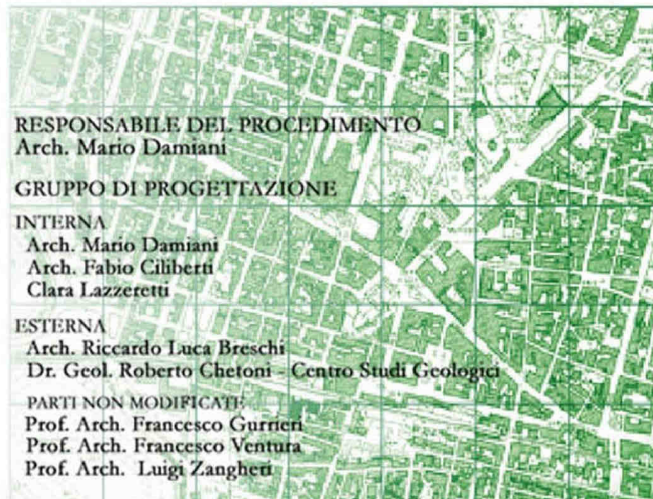 RESPONSABILE DEL PROCEDIMENTO
Arch. Mario Damiani
GRUPPO DI PROGETTAZIONE
INTERNA
Arch. Mario Damiani
Arch. Fabio Ciliberti
Clara Lazzeretti
ESTERNA
Arch. Riccardo Luca Breschi
Dr. Geol. Roberto Chetoni - Centro Studi Geologici
PARTI NON MODIFICATE
Prof. Arch. Francesco Gurrieri
Prof. Arch. Francesco Ventura
Prof. Arch. Luigi Zangheri